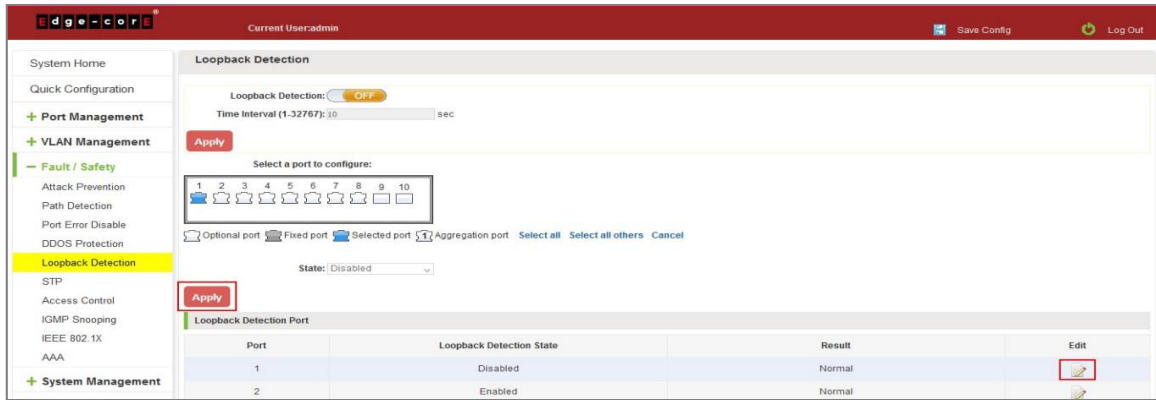 Edge-corE®
Current User:admin
Save Config
Log Out
System Home
Quick Configuration
+ Port Management
+ VLAN Management
− Fault / Safety
Attack Prevention
Path Detection
Port Error Disable
DDOS Protection
Loopback Detection
STP
Access Control
IGMP Snooping
IEEE 802.1X
AAA
+ System Management
Loopback Detection
Loopback Detection: OFF
Time Interval (1-32767): 10 sec
Apply
Select a port to configure:
1 2 3 4 5 6 7 8 9 10
Optional port Fixed port Selected port 1 Aggregation port Select all Select all others Cancel
State: Disabled
Apply
Loopback Detection Port
Port Loopback Detection State Result Edit
1 Disabled Normal
2 Enabled Normal